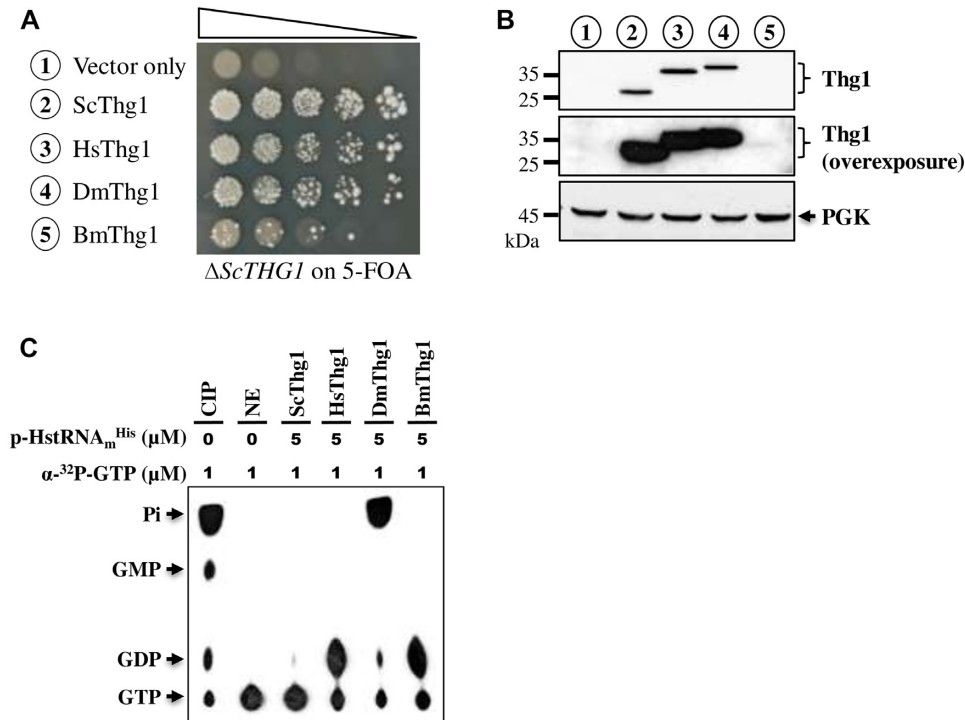 A
① Vector only
② ScThg1
③ HsThg1
④ DmThg1
⑤ BmThg1
ΔScTHG1 on 5-FOA
B
① ② ③ ④ ⑤
35
25
Thg1
35
25
Thg1
(overexposure)
45
PGK
kDa
C
CIP NE ScThg1 HsThg1 DmThg1 BmThg1
p-HstRNAmHis (µM) 0 0 5 5 5 5
α-32P-GTP (µM) 1 1 1 1 1 1
Pi
GMP
GDP
GTP